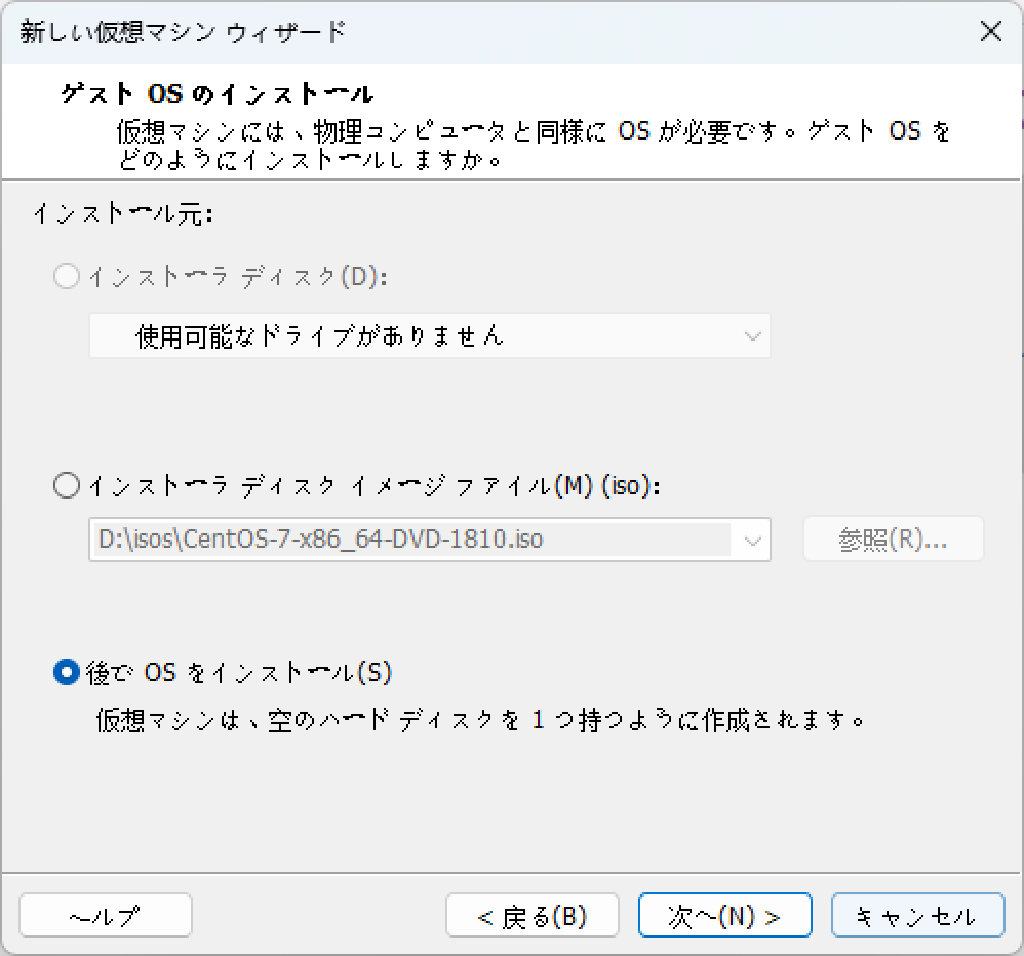 新しい仮想マシン ウィザード
ゲスト OS のインストール
仮想マシンには、物理コンピュータと同様に OS が必要です。ゲスト OS を
どのようにインストールしますか。
インストール元:
インストーラ ディスク(D):
使用可能なドライブがありません
インストーラ ディスク イメージ ファイル(M) (iso):
D:\isos\CentOS-7-x86_64-DVD-1810.iso
参照(R)...
後で OS をインストール(S)
仮想マシンは、空のハード ディスクを 1 つ持つように作成されます。
ヘルプ
< 戻る(B)
次へ(N) >
キャンセル